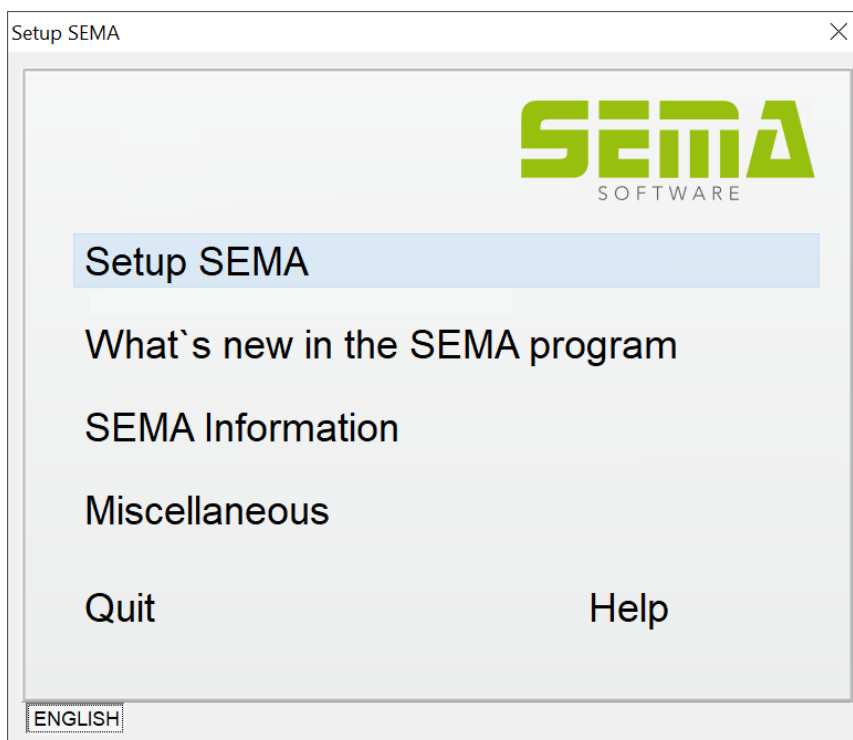 Setup SEMA
SEMA
SOFTWARE
Setup SEMA
What`s new in the SEMA program
SEMA Information
Miscellaneous
Quit Help
ENGLISH